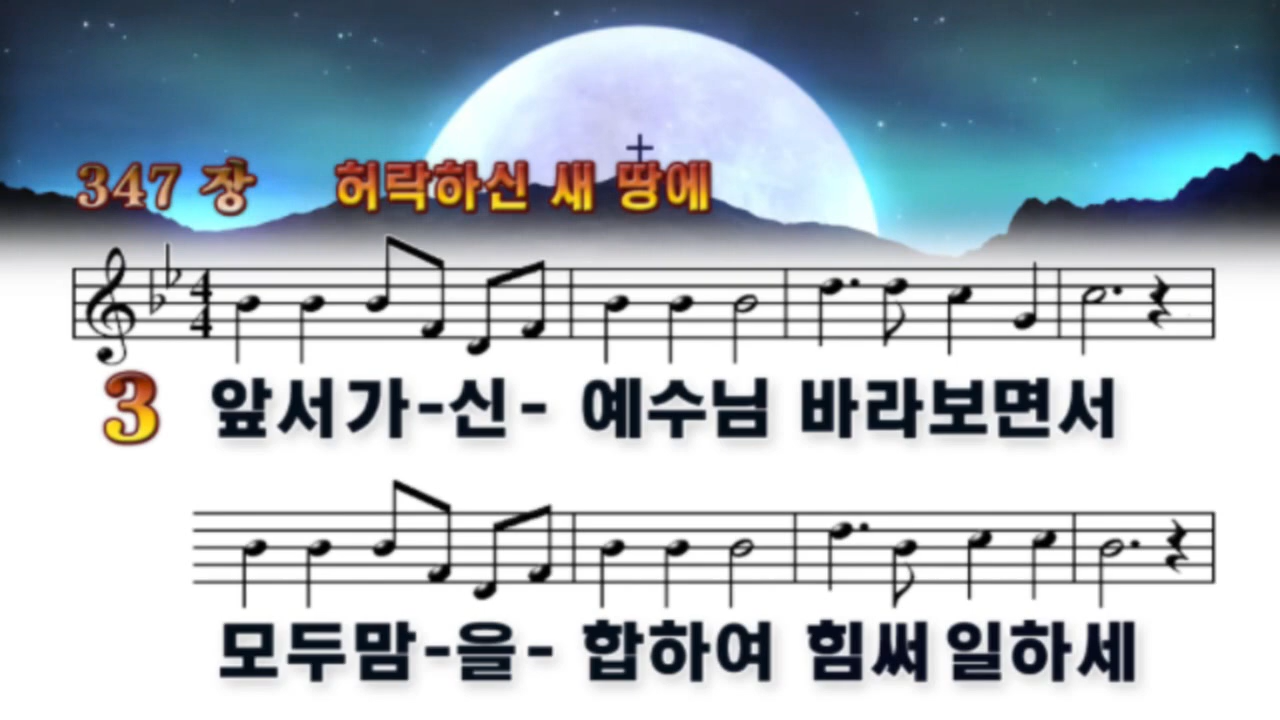 347 장 허락하신 새 땅에
3 앞서가-신- 예수님 바라보면서
모두맘-을- 합하여 힘써 일하세